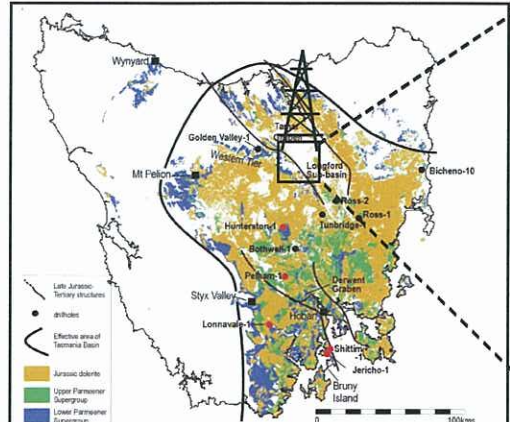 Wynyard
Golden Valley-1
Western Tier
Longford
Sub-basin
Mt Pelion
Bicheno-10
Ross-2
Ross-1
Tunbridge-1
Hunterston-1
Bothwell-1
Pelham-1
Derwent
Graben
Styx Valley
Hobart
Lonnavale-1
Shittim
-1
Jericho-1
Bruny
Island
Late Jurassic-
Tertiary structures
drillholes
Effective area of
Tasmania Basin
Jurassic dolerite
Upper Parmeener
Supergroup
Lower Parmeener
Supergroup
0
100kms